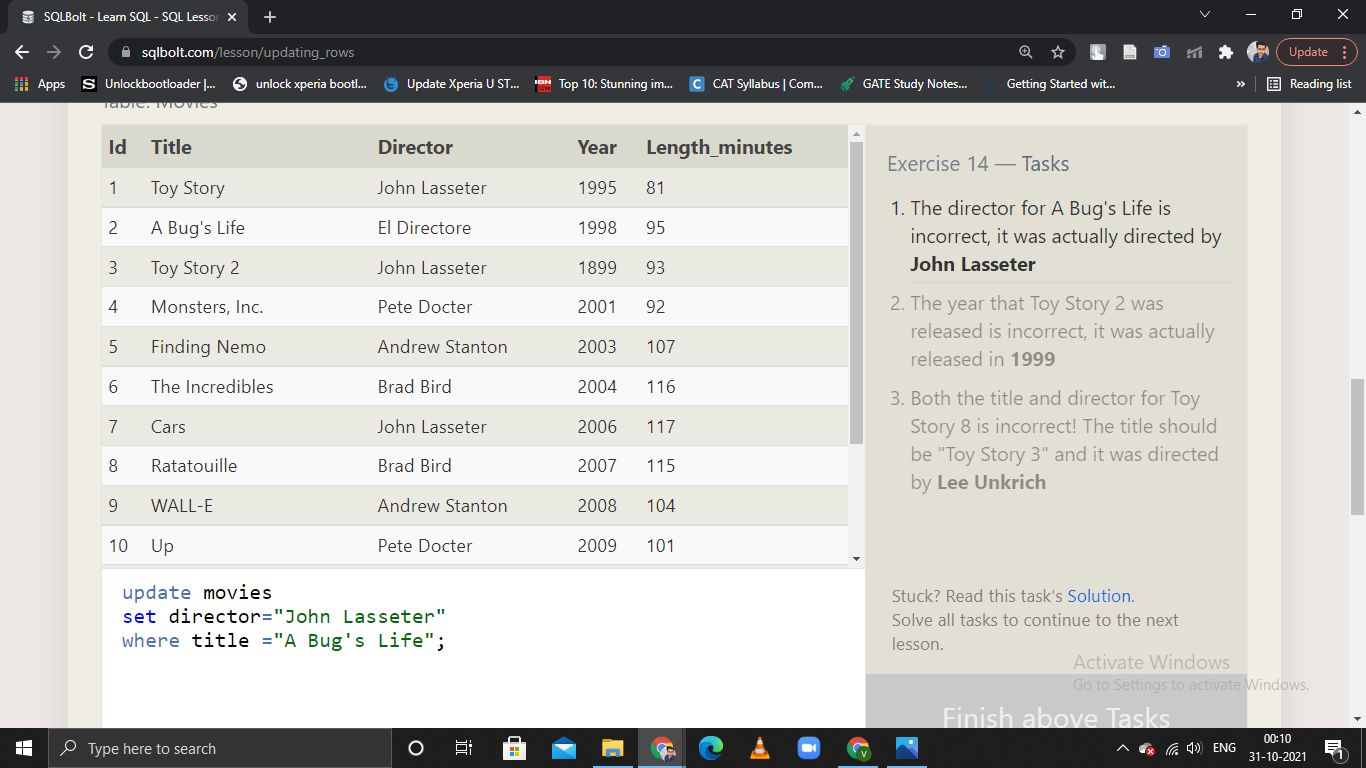 SQLBolt - Learn SQL - SQL Lesson
sqlbolt.com/lesson/updating_rows
Update
Apps
Unlockbootloader |...
unlock xperia bootl...
Update Xperia U ST...
Top 10: Stunning im...
CAT Syllabus | Com...
GATE Study Notes...
Getting Started wit...
»
Reading list
Table: Movies
Id Title Director Year Length_minutes
1 Toy Story John Lasseter 1995 81
2 A Bug's Life El Directore 1998 95
3 Toy Story 2 John Lasseter 1899 93
4 Monsters, Inc. Pete Docter 2001 92
5 Finding Nemo Andrew Stanton 2003 107
6 The Incredibles Brad Bird 2004 116
7 Cars John Lasseter 2006 117
8 Ratatouille Brad Bird 2007 115
9 WALL-E Andrew Stanton 2008 104
10 Up Pete Docter 2009 101
update movies
set director="John Lasseter"
where title ="A Bug's Life";
Exercise 14 — Tasks
1. The director for A Bug's Life is
incorrect, it was actually directed by
John Lasseter
2. The year that Toy Story 2 was
released is incorrect, it was actually
released in 1999
3. Both the title and director for Toy
Story 8 is incorrect! The title should
be "Toy Story 3" and it was directed
by Lee Unkrich
Stuck? Read this task's Solution.
Solve all tasks to continue to the next
lesson.
Activate Windows
Go to Settings to activate Windows.
Finish above Tasks
Type here to search
ENG
00:10
31-10-2021
1